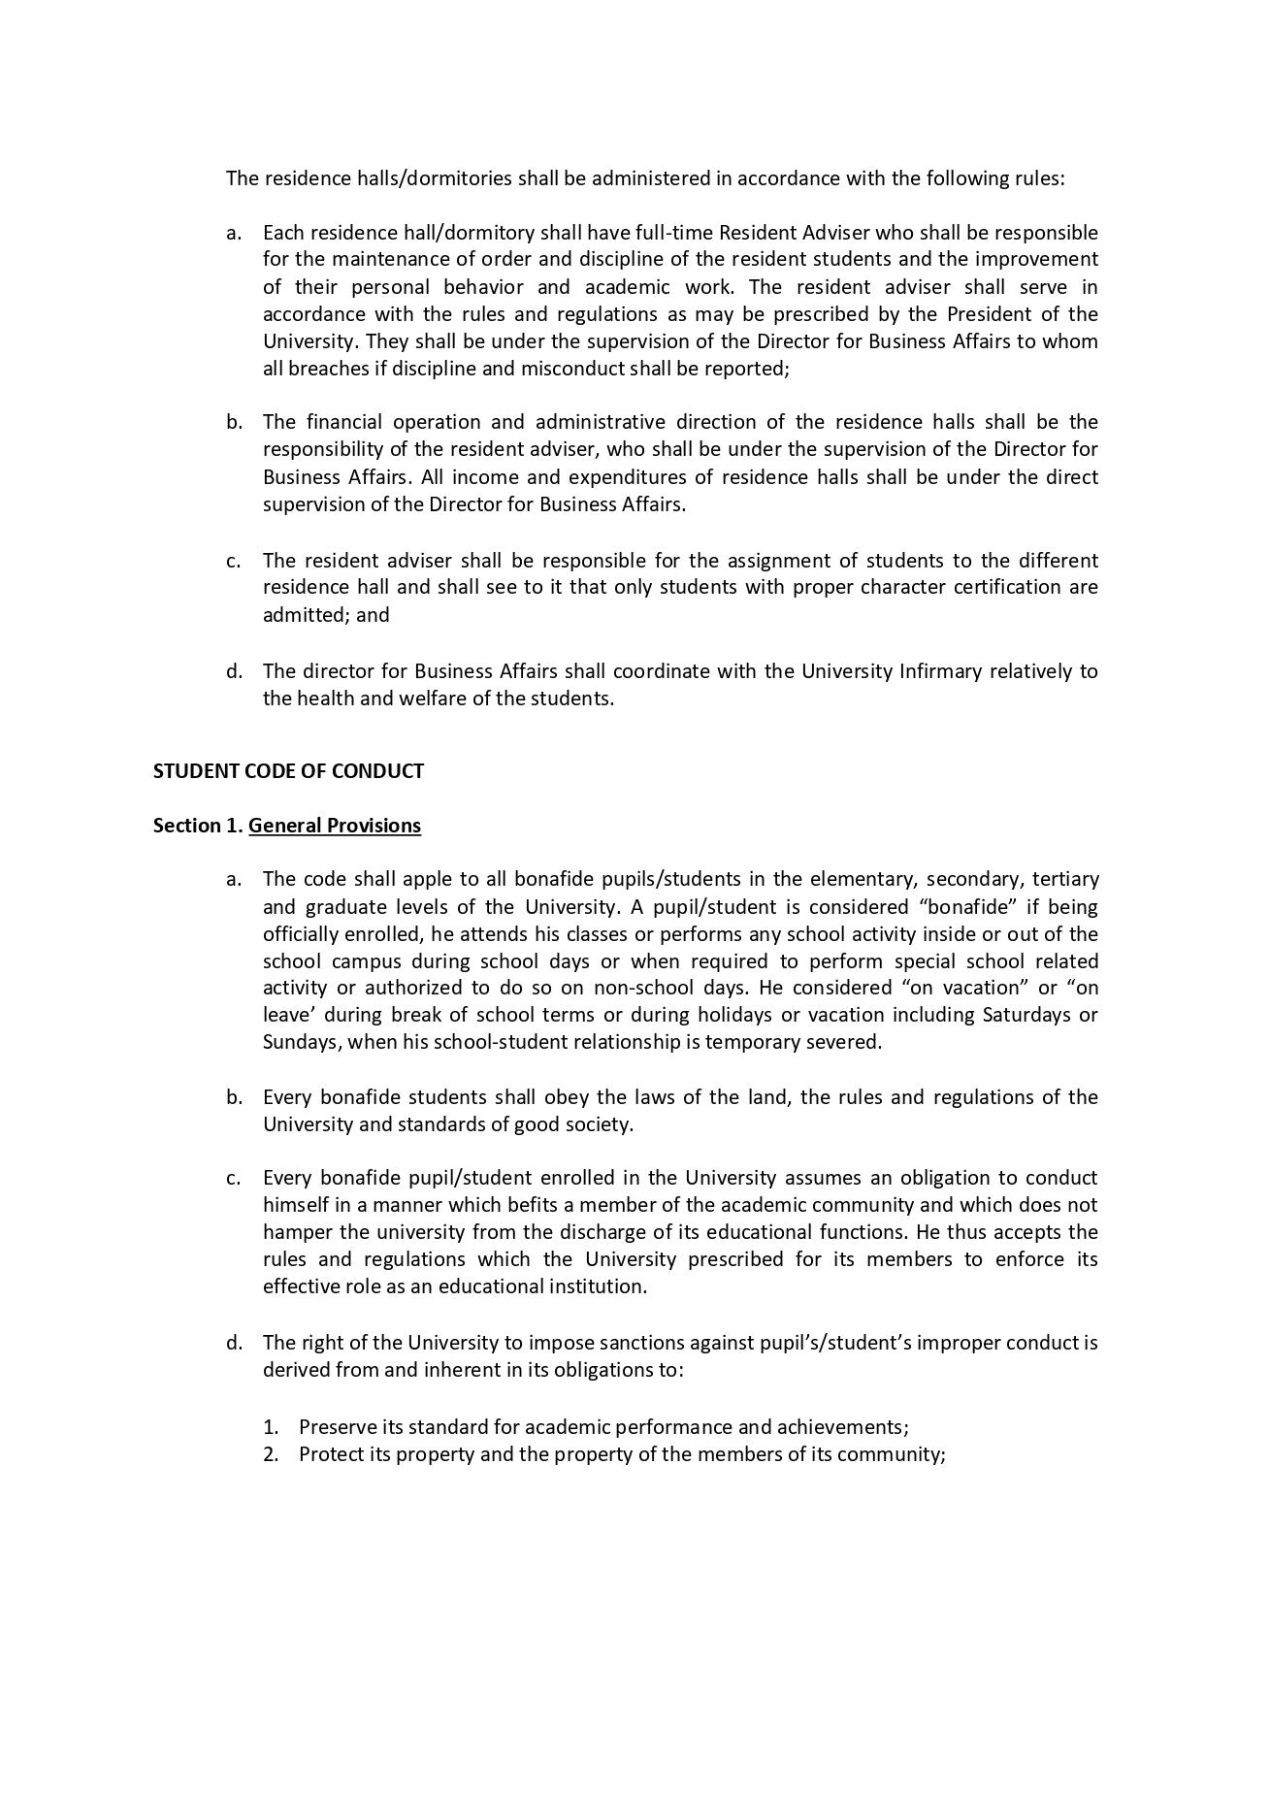 The residence halls/dormitories shall be administered in accordance with the following rules:
a. Each residence hall/dormitory shall have full-time Resident Adviser who shall be responsible
for the maintenance of order and discipline of the resident students and the improvement
of their personal behavior and academic work. The resident adviser shall serve in
accordance with the rules and regulations as may be prescribed by the President of the
University. They shall be under the supervision of the Director for Business Affairs to whom
all breaches if discipline and misconduct shall be reported;
b. The financial operation and administrative direction of the residence halls shall be the
responsibility of the resident adviser, who shall be under the supervision of the Director for
Business Affairs. All income and expenditures of residence halls shall be under the direct
supervision of the Director for Business Affairs.
c. The resident adviser shall be responsible for the assignment of students to the different
residence hall and shall see to it that only students with proper character certification are
admitted; and
d. The director for Business Affairs shall coordinate with the University Infirmary relatively to
the health and welfare of the students.
STUDENT CODE OF CONDUCT
Section 1. General Provisions
a. The code shall apple to all bonafide pupils/students in the elementary, secondary, tertiary
and graduate levels of the University. A pupil/student is considered “bonafide” if being
officially enrolled, he attends his classes or performs any school activity inside or out of the
school campus during school days or when required to perform special school related
activity or authorized to do so on non-school days. He considered “on vacation” or “on
leave’ during break of school terms or during holidays or vacation including Saturdays or
Sundays, when his school-student relationship is temporary severed.
b. Every bonafide students shall obey the laws of the land, the rules and regulations of the
University and standards of good society.
c. Every bonafide pupil/student enrolled in the University assumes an obligation to conduct
himself in a manner which befits a member of the academic community and which does not
hamper the university from the discharge of its educational functions. He thus accepts the
rules and regulations which the University prescribed for its members to enforce its
effective role as an educational institution.
d. The right of the University to impose sanctions against pupil’s/student’s improper conduct is
derived from and inherent in its obligations to:
1. Preserve its standard for academic performance and achievements;
2. Protect its property and the property of the members of its community;